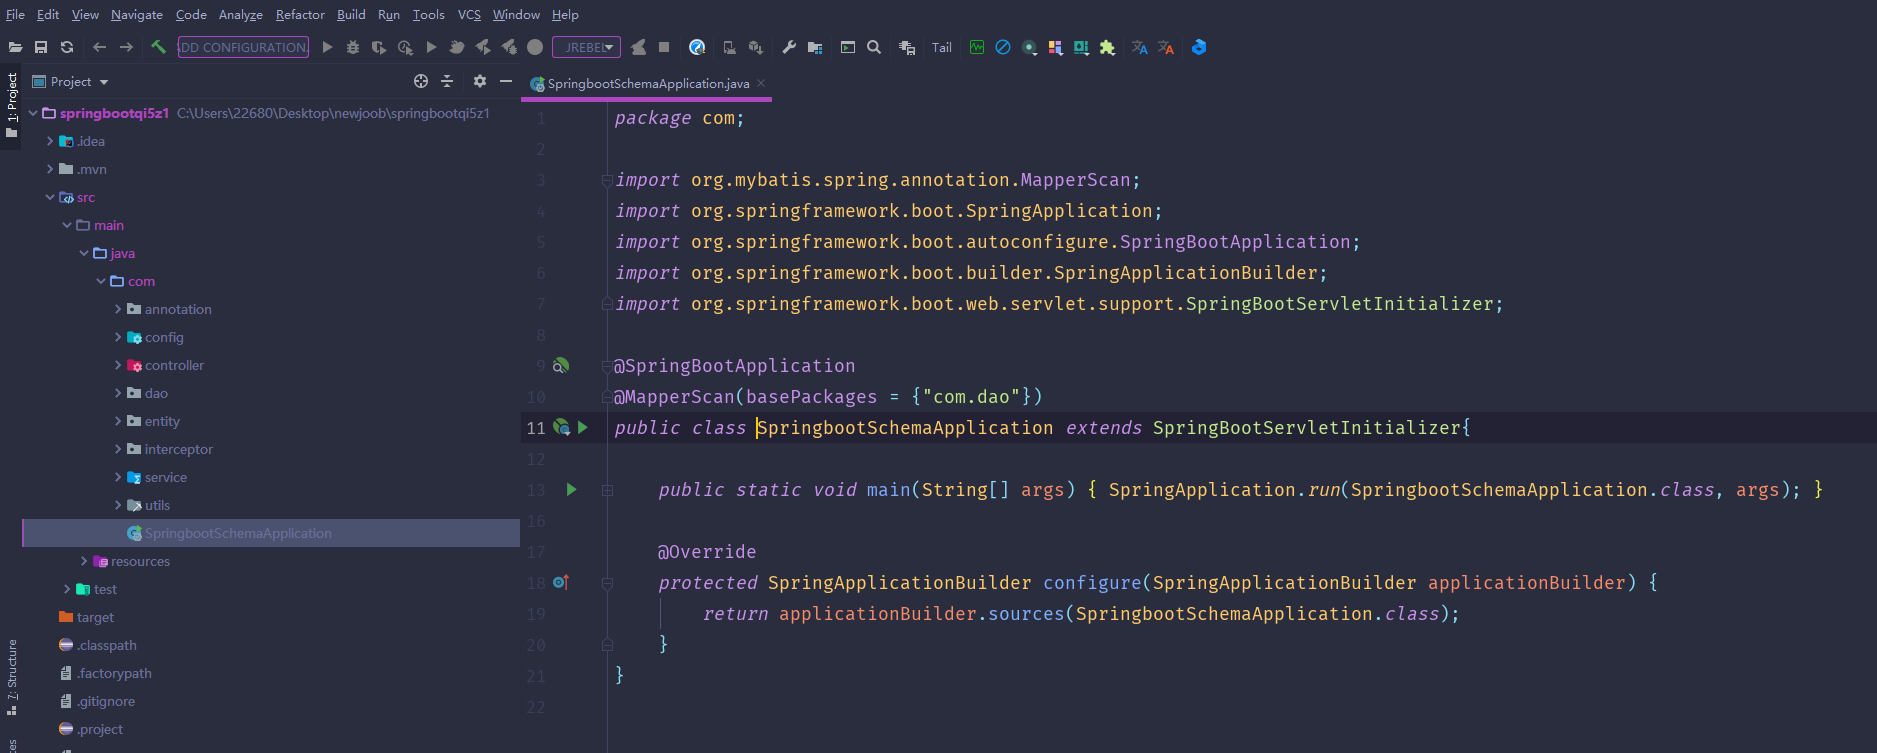 File Edit View Navigate Code Analyze Refactor Build Run Tools VCS Window Help
DD CONFIGURATION. JREBEL Tail
1: Project
Project
SpringbootSchemaApplication.java
springbootqi5z1 C:\Users\22680\Desktop\newjoob\springbootqi5z1
.idea
.mvn
src
main
java
com
annotation
config
controller
dao
entity
interceptor
service
utils
SpringbootSchemaApplication
resources
test
target
.classpath
.factorypath
.gitignore
.project
7: Structure
1 package com;
2
3 import org.mybatis.spring.annotation.MapperScan;
4 import org.springframework.boot.SpringApplication;
5 import org.springframework.boot.autoconfigure.SpringBootApplication;
6 import org.springframework.boot.builder.SpringApplicationBuilder;
7 import org.springframework.boot.web.servlet.support.SpringBootServletInitializer;
8
9 @SpringBootApplication
10 @MapperScan(basePackages = {"com.dao"})
11 public class SpringbootSchemaApplication extends SpringBootServletInitializer{
12
13 public static void main(String[] args) { SpringApplication.run(SpringbootSchemaApplication.class, args); }
16
17 @Override
18 protected SpringApplicationBuilder configure(SpringApplicationBuilder applicationBuilder) {
19 return applicationBuilder.sources(SpringbootSchemaApplication.class);
20 }
21 }
22